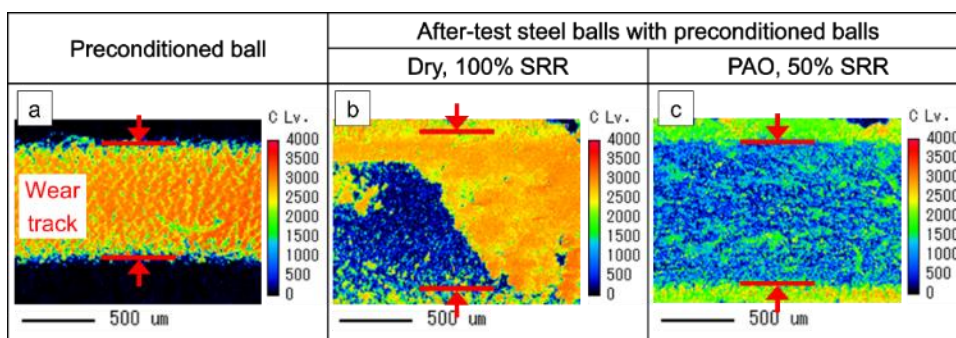 Preconditioned ball
After-test steel balls with preconditioned balls
Dry, 100% SRR
PAO, 50% SRR
a
C Lv.
4000
3500
3000
2500
2000
1500
1000
500
0
Wear
track
500 um
b
C Lv.
4000
3500
3000
2500
2000
1500
1000
500
0
500 um
c
C Lv.
4000
3500
3000
2500
2000
1500
1000
500
0
500 um